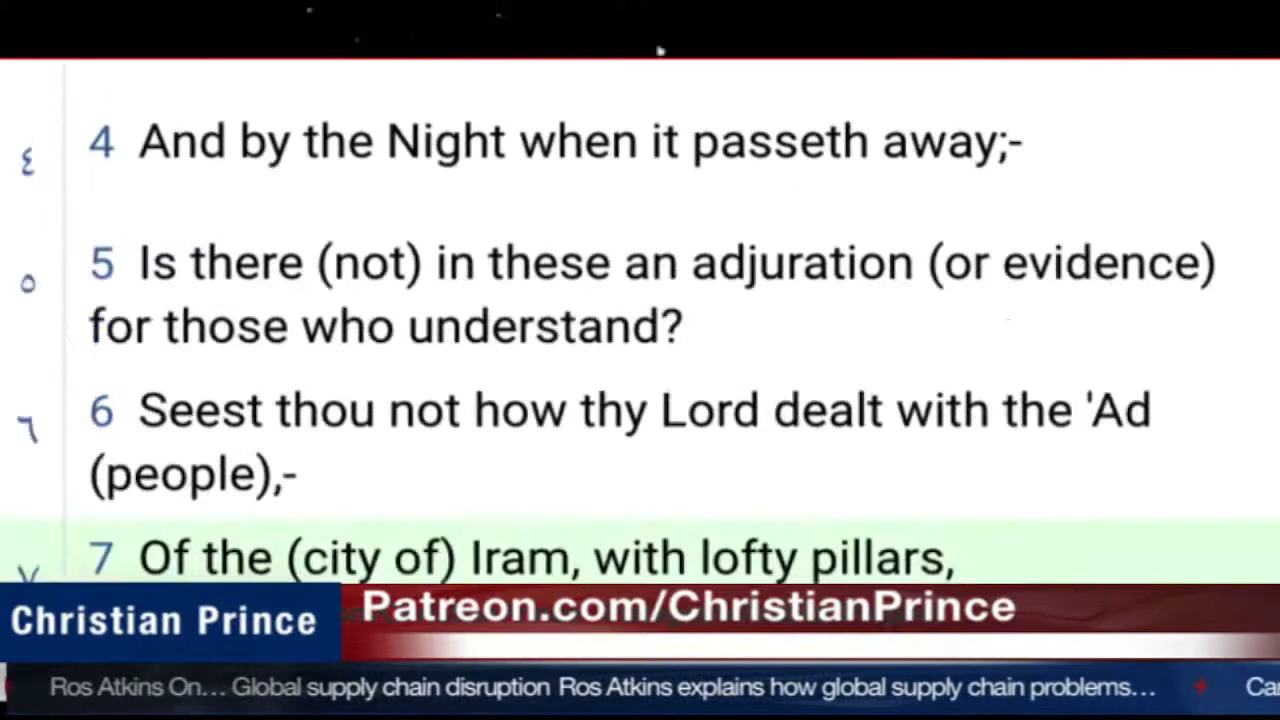 ٤
4 And by the Night when it passeth away;-
٥
5 Is there (not) in these an adjuration (or evidence)
for those who understand?
٦
6 Seest thou not how thy Lord dealt with the 'Ad
(people),-
٧
7 Of the (city of) Iram, with lofty pillars,
Christian Prince
Patreon.com/ChristianPrince
Ros Atkins On... Global supply chain disruption Ros Atkins explains how global supply chain problems...